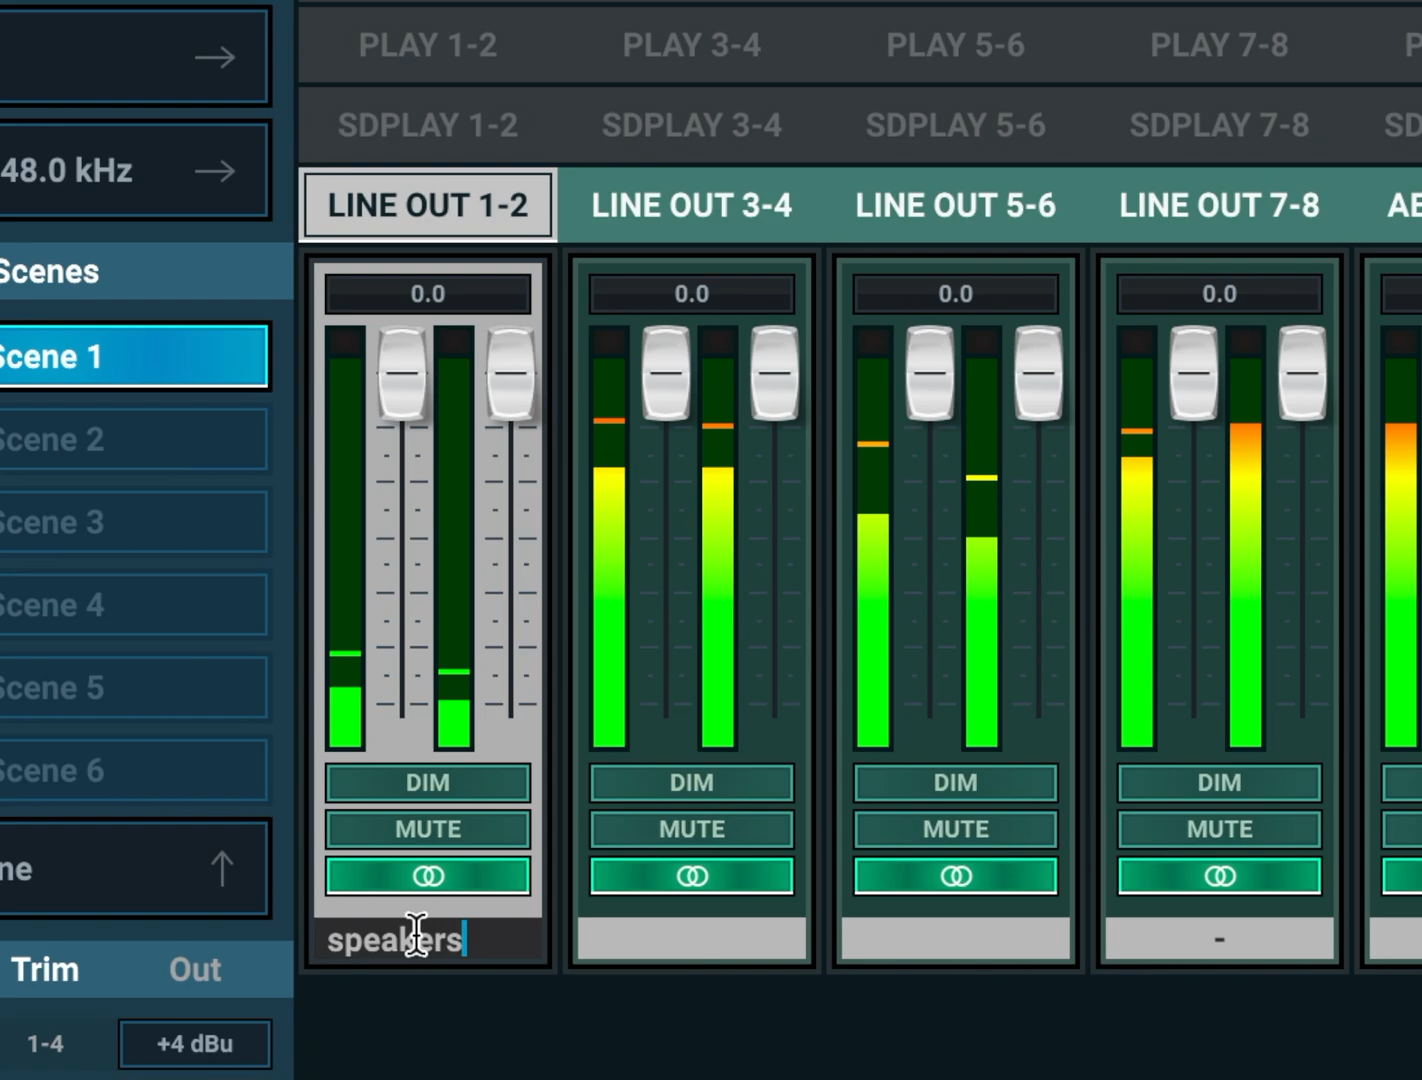 PLAY 1-2 PLAY 3-4 PLAY 5-6 PLAY 7-8
SDPLAY 1-2 SDPLAY 3-4 SDPLAY 5-6 SDPLAY 7-8 SD
48.0 kHz
LINE OUT 1-2 LINE OUT 3-4 LINE OUT 5-6 LINE OUT 7-8
Scenes
0.0 0.0 0.0 0.0
Scene 1
Scene 2
Scene 3
Scene 4
Scene 5
Scene 6
DIM DIM DIM DIM
MUTE MUTE MUTE MUTE
ne
speakers -
Trim Out
1-4 +4 dBu